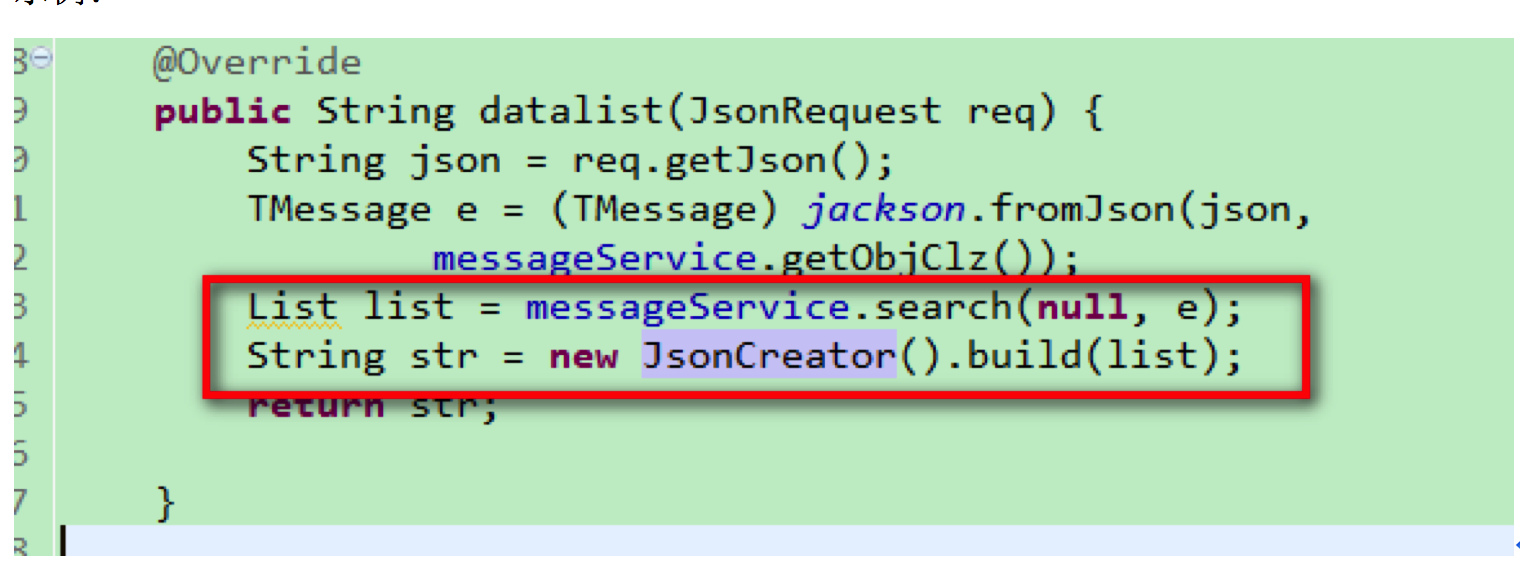 8 @Override
9 public String datalist(JsonRequest req) {
0 String json = req.getJson();
1 TMessage e = (TMessage) jackson.fromJson(json,
2 messageService.getObjClz());
3 List list = messageService.search(null, e);
4 String str = new JsonCreator().build(list);
5 return str;
6
7 }
8